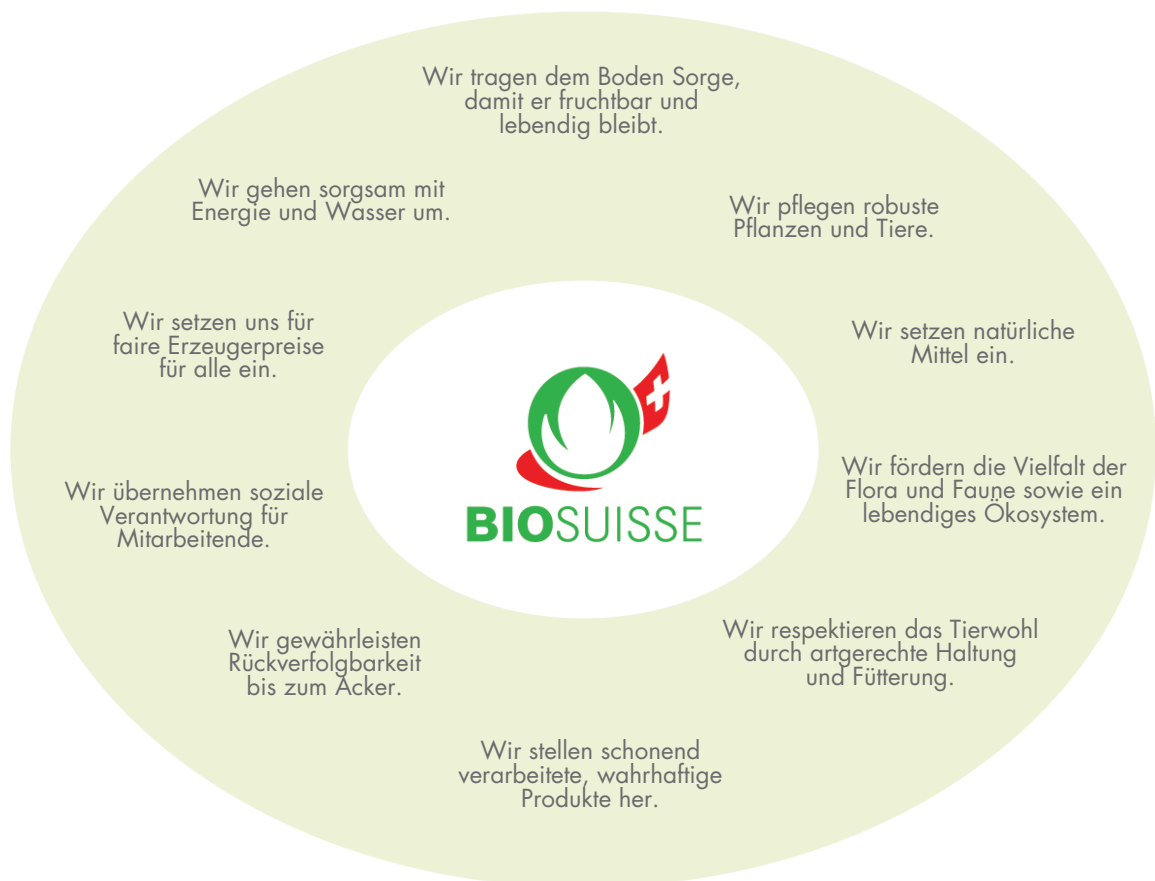 Wir tragen dem Boden Sorge,
damit er fruchtbar und
lebendig bleibt.
Wir pflegen robuste
Pflanzen und Tiere.
Wir setzen natürliche
Mittel ein.
Wir fördern die Vielfalt der
Flora und Faune sowie ein
lebendiges Ökosystem.
Wir respektieren das Tierwohl
durch artgerechte Haltung
und Fütterung.
Wir stellen schonend
verarbeitete, wahrhaftige
Produkte her.
Wir gewährleisten
Rückverfolgbarkeit
bis zum Acker.
Wir übernehmen soziale
Verantwortung für
Mitarbeitende.
Wir setzen uns für
faire Erzeugerpreise
für alle ein.
Wir gehen sorgsam mit
Energie und Wasser um.
BIOSUISSE